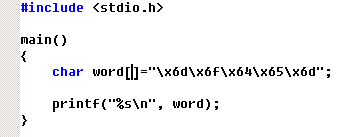 #include <stdio.h>
main()
{
char word[]="\x6d\x6f\x64\x65\x6d";
printf("%s\n", word);
}